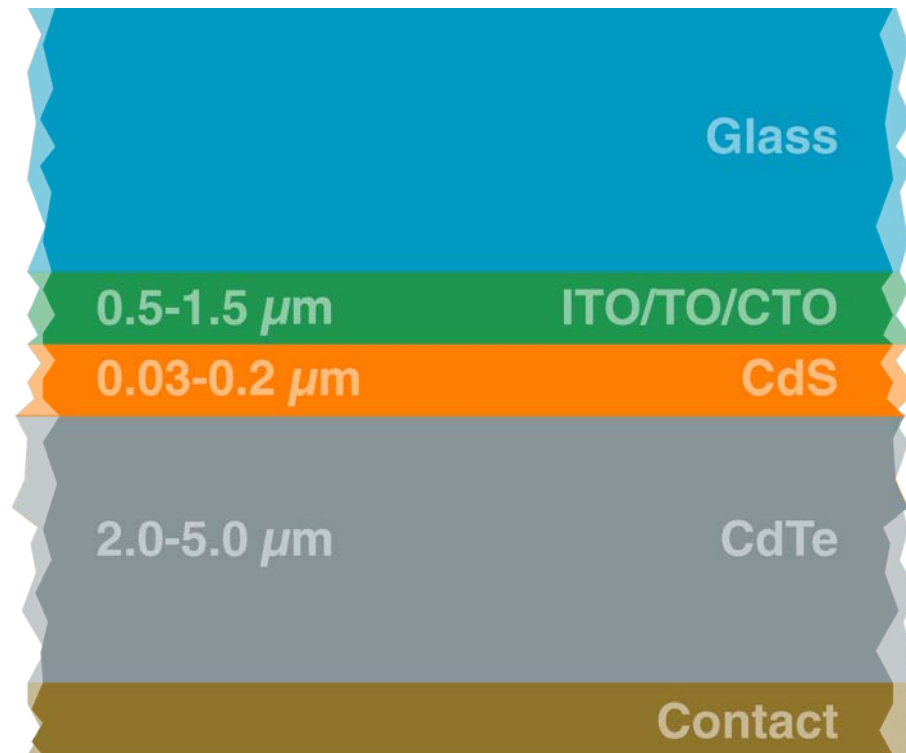 Glass
0.5-1.5 µm ITO/TO/CTO
0.03-0.2 µm CdS
2.0-5.0 µm CdTe
Contact